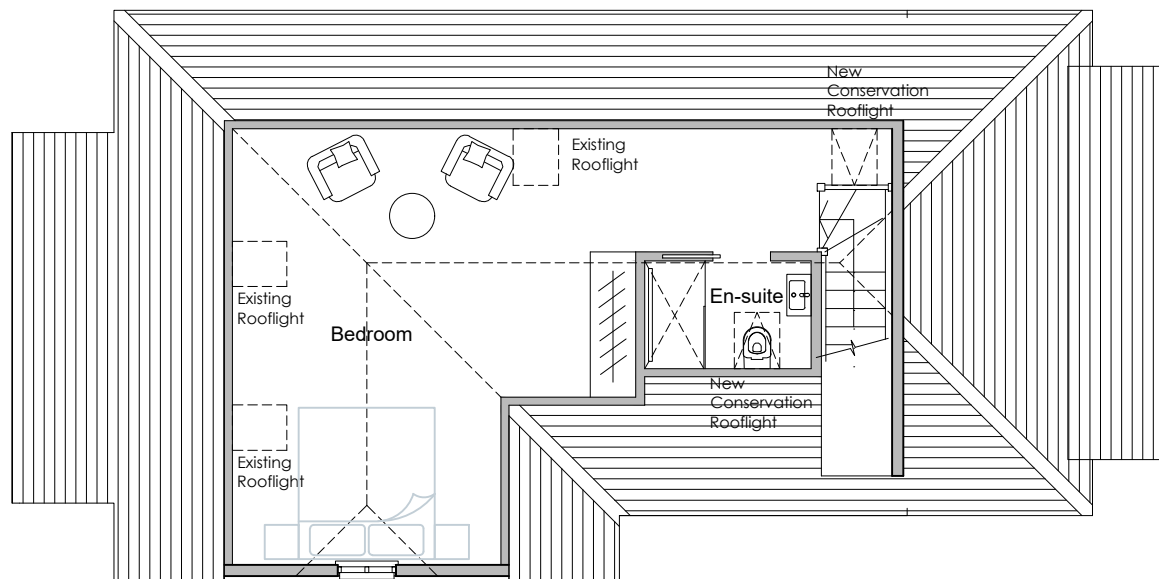 New
Conservation
Rooflight
Existing
Rooflight
Existing
Rooflight
Bedroom
En-suite
New
Conservation
Rooflight
Existing
Rooflight